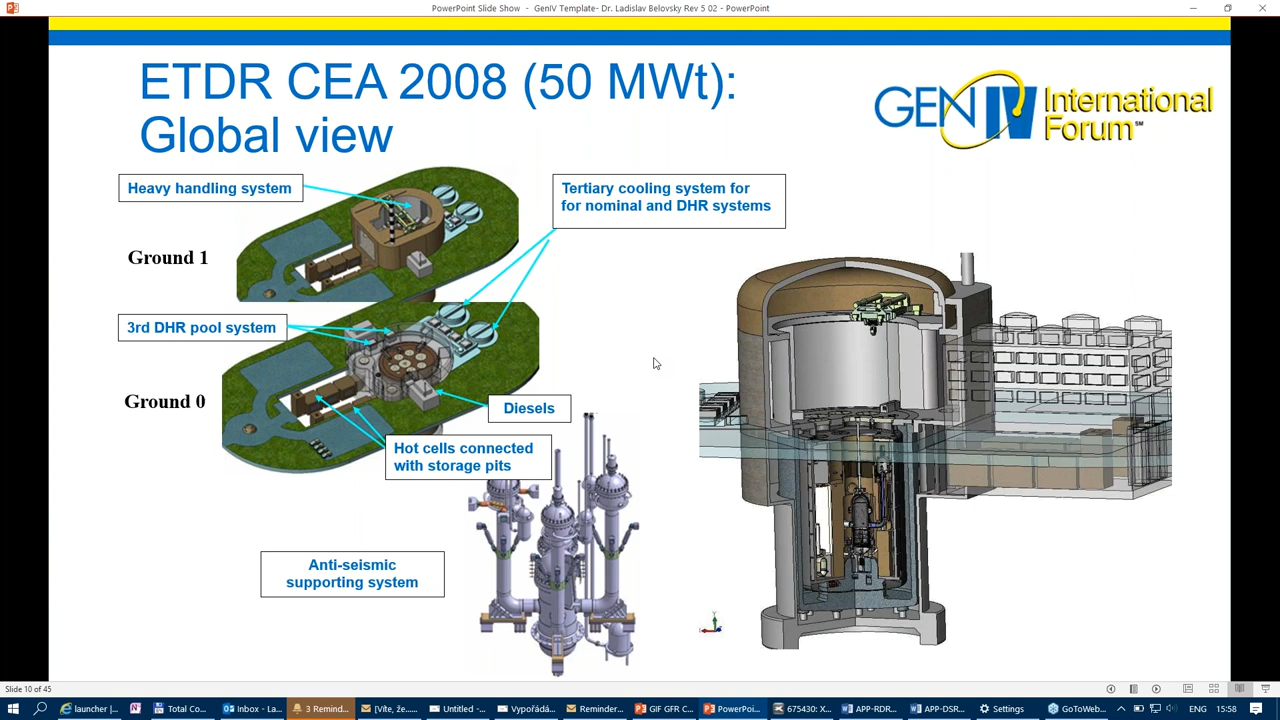 PowerPoint Slide Show - GenIV Template- Dr. Ladislav Belovsky Rev 5 02 - PowerPoint
ETDR CEA 2008 (50 MWt):
Global view
GEN IV International
Forum℠
Heavy handling system
Tertiary cooling system for
for nominal and DHR systems
Ground 1
3rd DHR pool system
Ground 0
Diesels
Hot cells connected
with storage pits
Anti-seismic
supporting system
Slide 10 of 45
launcher |
Total Co...
Inbox - La...
3 Remind...
[Víte, že....
Untitled -...
Vypořádá...
Reminder...
GIF GFR C...
PowerPoi...
675430: X...
APP-RDR...
APP-DSR...
Settings
GoToWeb...
ENG
15:58